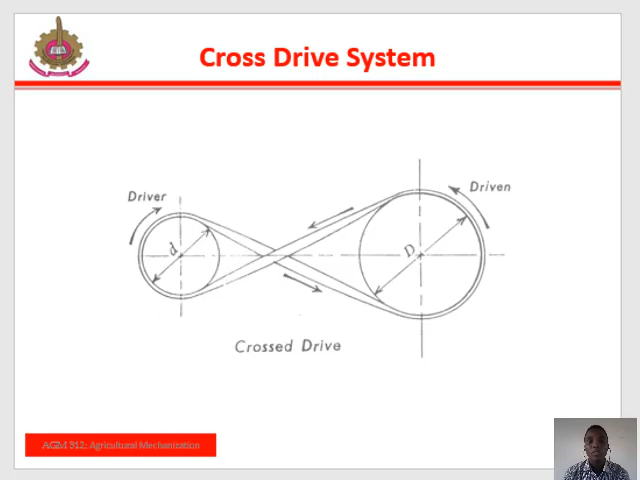 Cross Drive System
Driver
Driven
d
D
Crossed Drive
AGM 312: Agricultural Mechanization